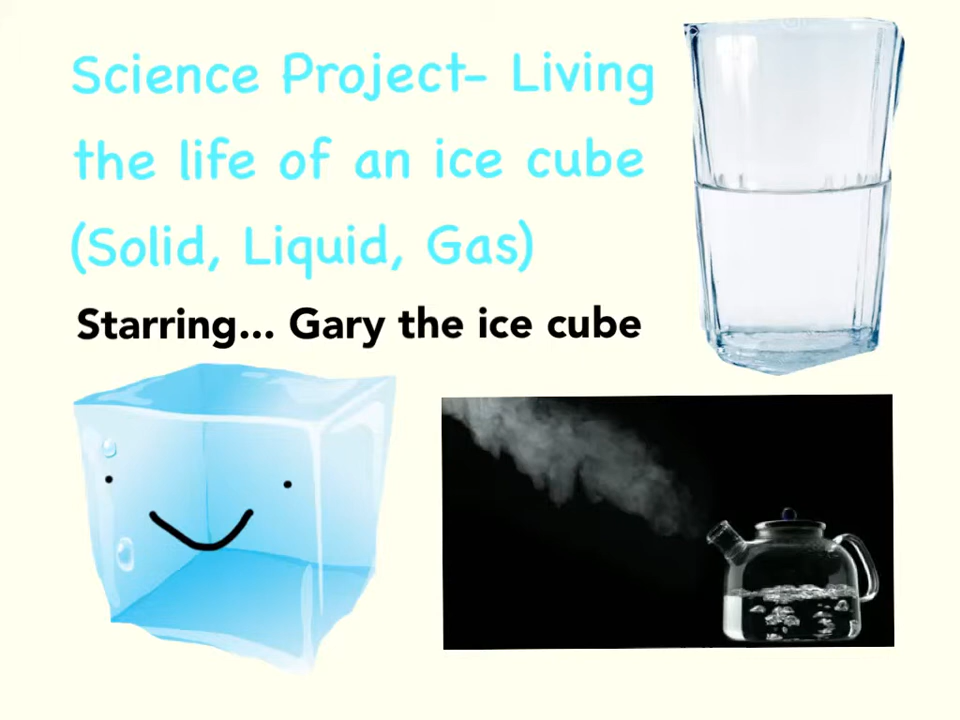 Science Project- Living
the life of an ice cube
(Solid, Liquid, Gas)
Starring... Gary the ice cube